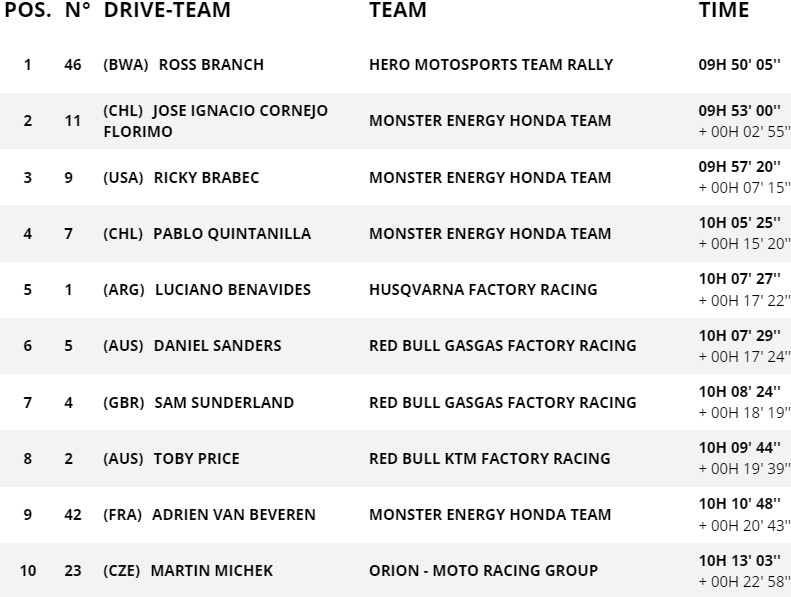 POS. N° DRIVE-TEAM TEAM TIME
1 46 (BWA) ROSS BRANCH HERO MOTOSPORTS TEAM RALLY 09H 50' 05''
2 11 (CHL) JOSE IGNACIO CORNEJO FLORIMO MONSTER ENERGY HONDA TEAM 09H 53' 00''
+ 00H 02' 55''
3 9 (USA) RICKY BRABEC MONSTER ENERGY HONDA TEAM 09H 57' 20''
+ 00H 07' 15''
4 7 (CHL) PABLO QUINTANILLA MONSTER ENERGY HONDA TEAM 10H 05' 25''
+ 00H 15' 20''
5 1 (ARG) LUCIANO BENAVIDES HUSQVARNA FACTORY RACING 10H 07' 27''
+ 00H 17' 22''
6 5 (AUS) DANIEL SANDERS RED BULL GASGAS FACTORY RACING 10H 07' 29''
+ 00H 17' 24''
7 4 (GBR) SAM SUNDERLAND RED BULL GASGAS FACTORY RACING 10H 08' 24''
+ 00H 18' 19''
8 2 (AUS) TOBY PRICE RED BULL KTM FACTORY RACING 10H 09' 44''
+ 00H 19' 39''
9 42 (FRA) ADRIEN VAN BEVEREN MONSTER ENERGY HONDA TEAM 10H 10' 48''
+ 00H 20' 43''
10 23 (CZE) MARTIN MICHEK ORION - MOTO RACING GROUP 10H 13' 03''
+ 00H 22' 58''